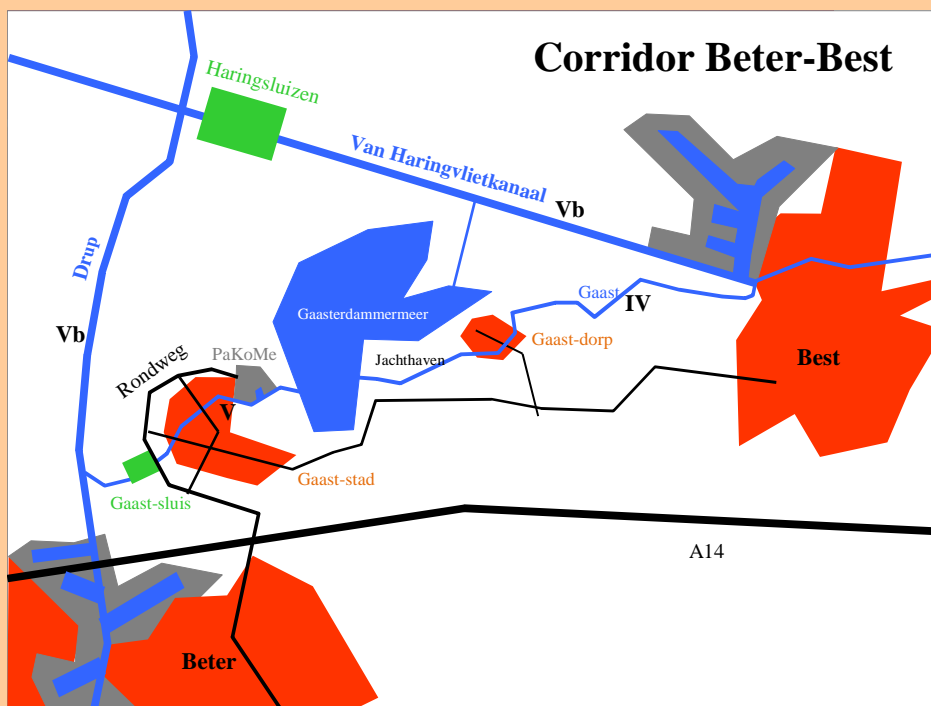 Corridor Beter-Best
Haringsluizen
Van Haringvlietkanaal
Vb
Drup
Gaast
IV
Gaasterdammermeer
Vb
Gaast-dorp
Rondweg
PaKoMe
Jachthaven
Best
V
Gaast-stad
Gaast-sluis
A14
Beter